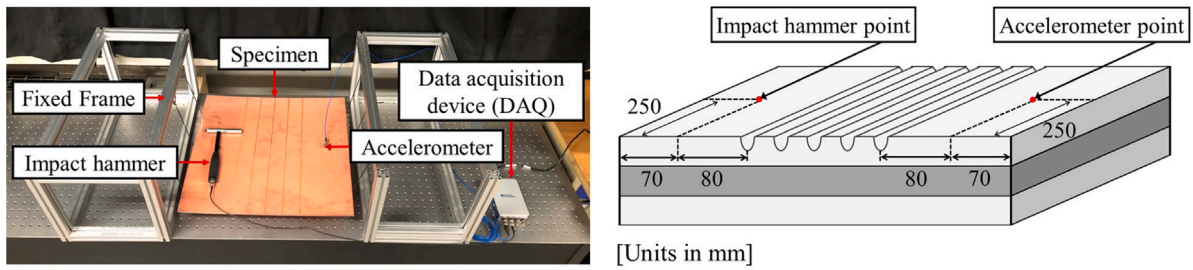 Specimen
Data acquisition
device (DAQ)
Fixed Frame
Impact hammer
Accelerometer
Impact hammer point
Accelerometer point
250
250
70
80
80
70
[Units in mm]